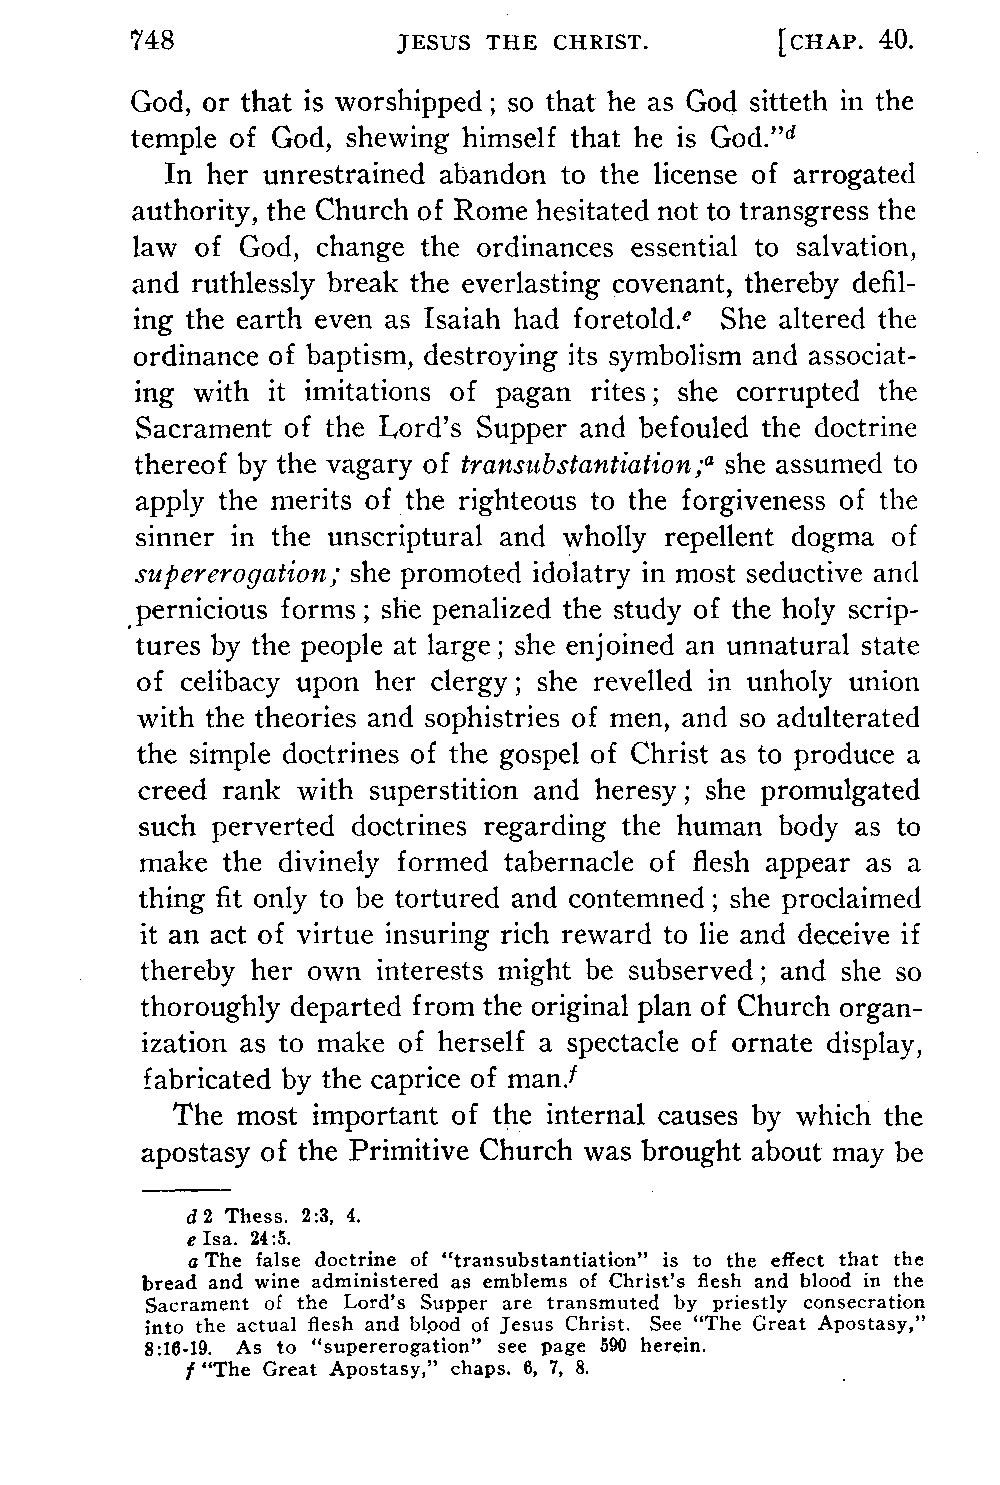 748 JESUS THE CHRIST. [CHAP. 40.
God, or that is worshipped; so that he as God sitteth in the
temple of God, shewing himself that he is God."d
In her unrestrained abandon to the license of arrogated
authority, the Church of Rome hesitated not to transgress the
law of God, change the ordinances essential to salvation,
and ruthlessly break the everlasting covenant, thereby defil-
ing the earth even as Isaiah had foretold.e She altered the
ordinance of baptism, destroying its symbolism and associat-
ing with it imitations of pagan rites; she corrupted the
Sacrament of the Lord's Supper and befouled the doctrine
thereof by the vagary of transubstantiation;a she assumed to
apply the merits of the righteous to the forgiveness of the
sinner in the unscriptural and wholly repellent dogma of
supererogation; she promoted idolatry in most seductive and
pernicious forms; she penalized the study of the holy scrip-
tures by the people at large; she enjoined an unnatural state
of celibacy upon her clergy; she revelled in unholy union
with the theories and sophistries of men, and so adulterated
the simple doctrines of the gospel of Christ as to produce a
creed rank with superstition and heresy; she promulgated
such perverted doctrines regarding the human body as to
make the divinely formed tabernacle of flesh appear as a
thing fit only to be tortured and contemned; she proclaimed
it an act of virtue insuring rich reward to lie and deceive if
thereby her own interests might be subserved; and she so
thoroughly departed from the original plan of Church organ-
ization as to make of herself a spectacle of ornate display,
fabricated by the caprice of man.f
The most important of the internal causes by which the
apostasy of the Primitive Church was brought about may be
d 2 Thess. 2:3, 4.
e Isa. 24:5.
a The false doctrine of "transubstantiation" is to the effect that the
bread and wine administered as emblems of Christ's flesh and blood in the
Sacrament of the Lord's Supper are transmuted by priestly consecration
into the actual flesh and blood of Jesus Christ. See "The Great Apostasy,"
8:16-19. As to "supererogation" see page 590 herein.
f "The Great Apostasy," chaps. 6, 7, 8.